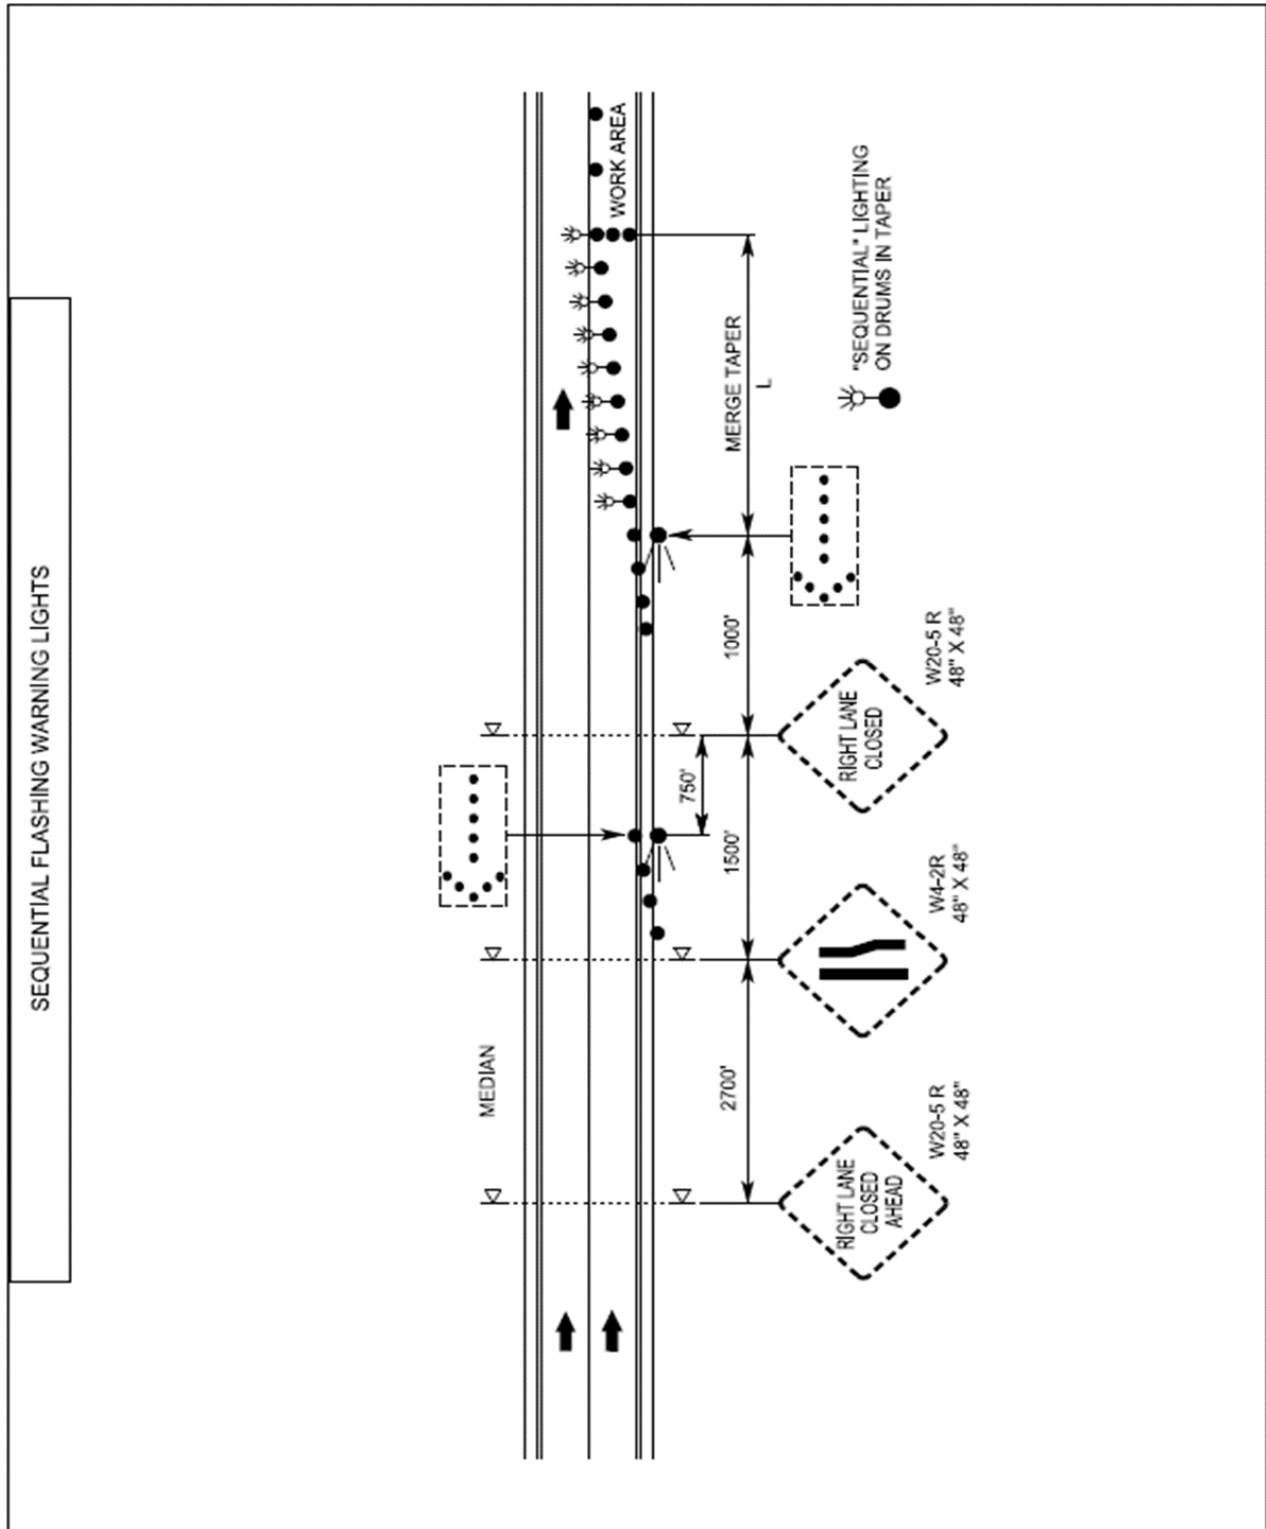 SEQUENTIAL FLASHING WARNING LIGHTS
WORK AREA
"SEQUENTIAL" LIGHTING
ON DRUMS IN TAPER
MERGE TAPER
L
1000'
W20-5 R
48" X 48"
RIGHT LANE
CLOSED
750'
1500'
W4-2R
48" X 48"
MEDIAN
2700'
W20-5 R
48" X 48"
RIGHT LANE
CLOSED
AHEAD